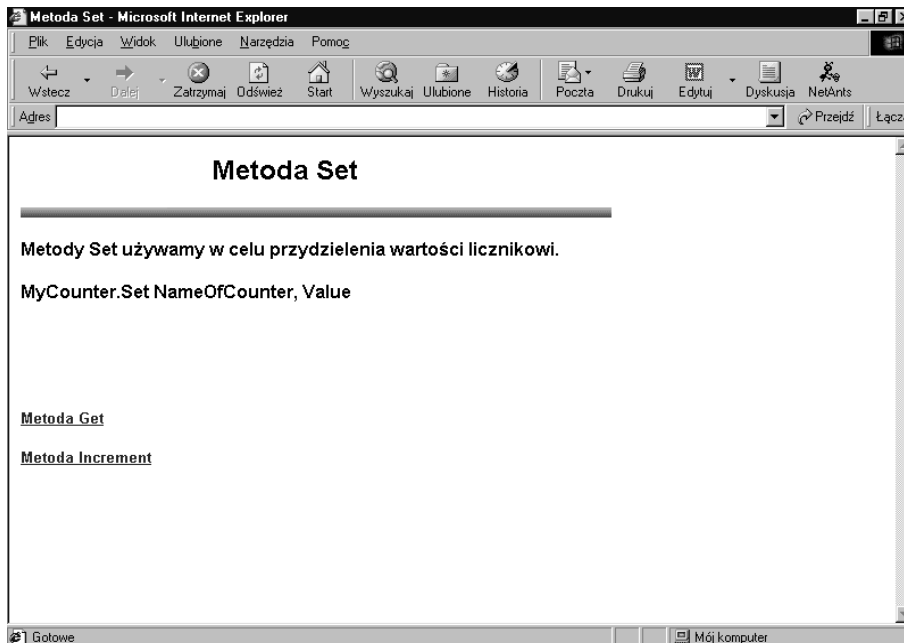 Metoda Set - Microsoft Internet Explorer
Plik Edycja Widok Ulubione Narzędzia Pomoc
Wstecz Dalej Zatrzymaj Odśwież Start Wyszukaj Ulubione Historia Poczta Drukuj Edytuj Dyskusja NetAnts
Adres Przejdź Łącza
Metoda Set
Metody Set używamy w celu przydzielenia wartości licznikowi.
MyCounter.Set NameOfCounter, Value
Metoda Get
Metoda Increment
Gotowe Mój komputer